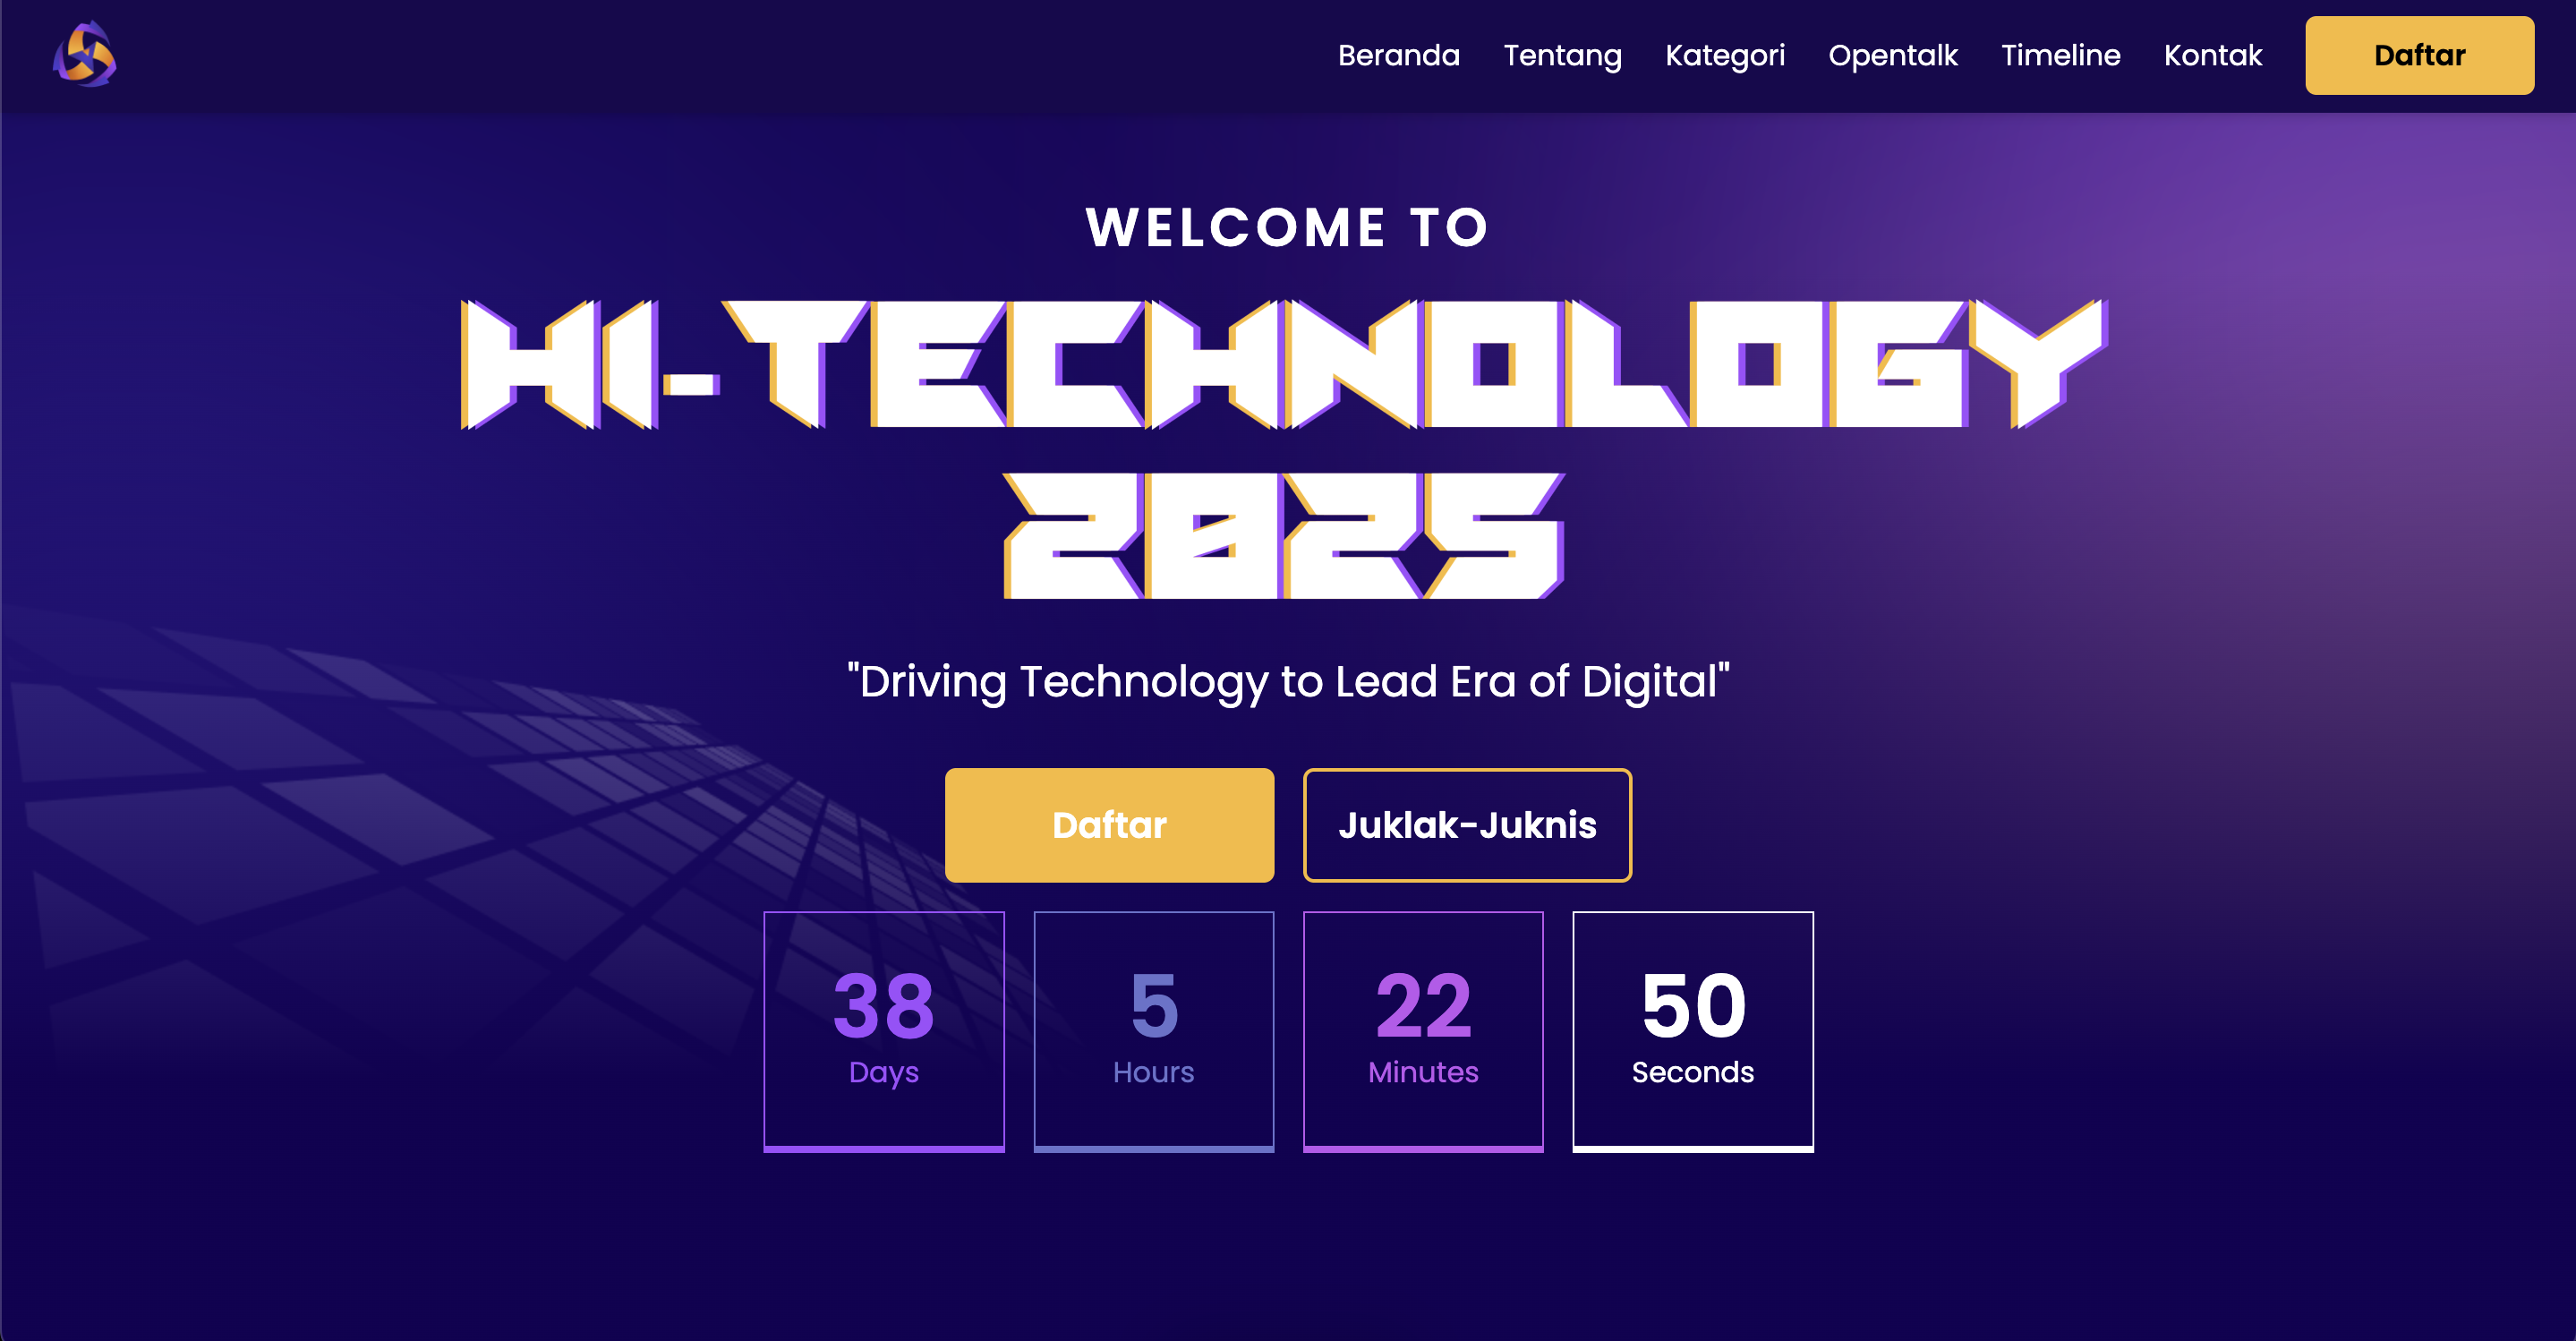 Beranda Tentang Kategori Opentalk Timeline Kontak Daftar
WELCOME TO
HI-TECHNOLOGY
2025
"Driving Technology to Lead Era of Digital"
Daftar Juklak-Juknis
38 5 22 50
Days Hours Minutes Seconds